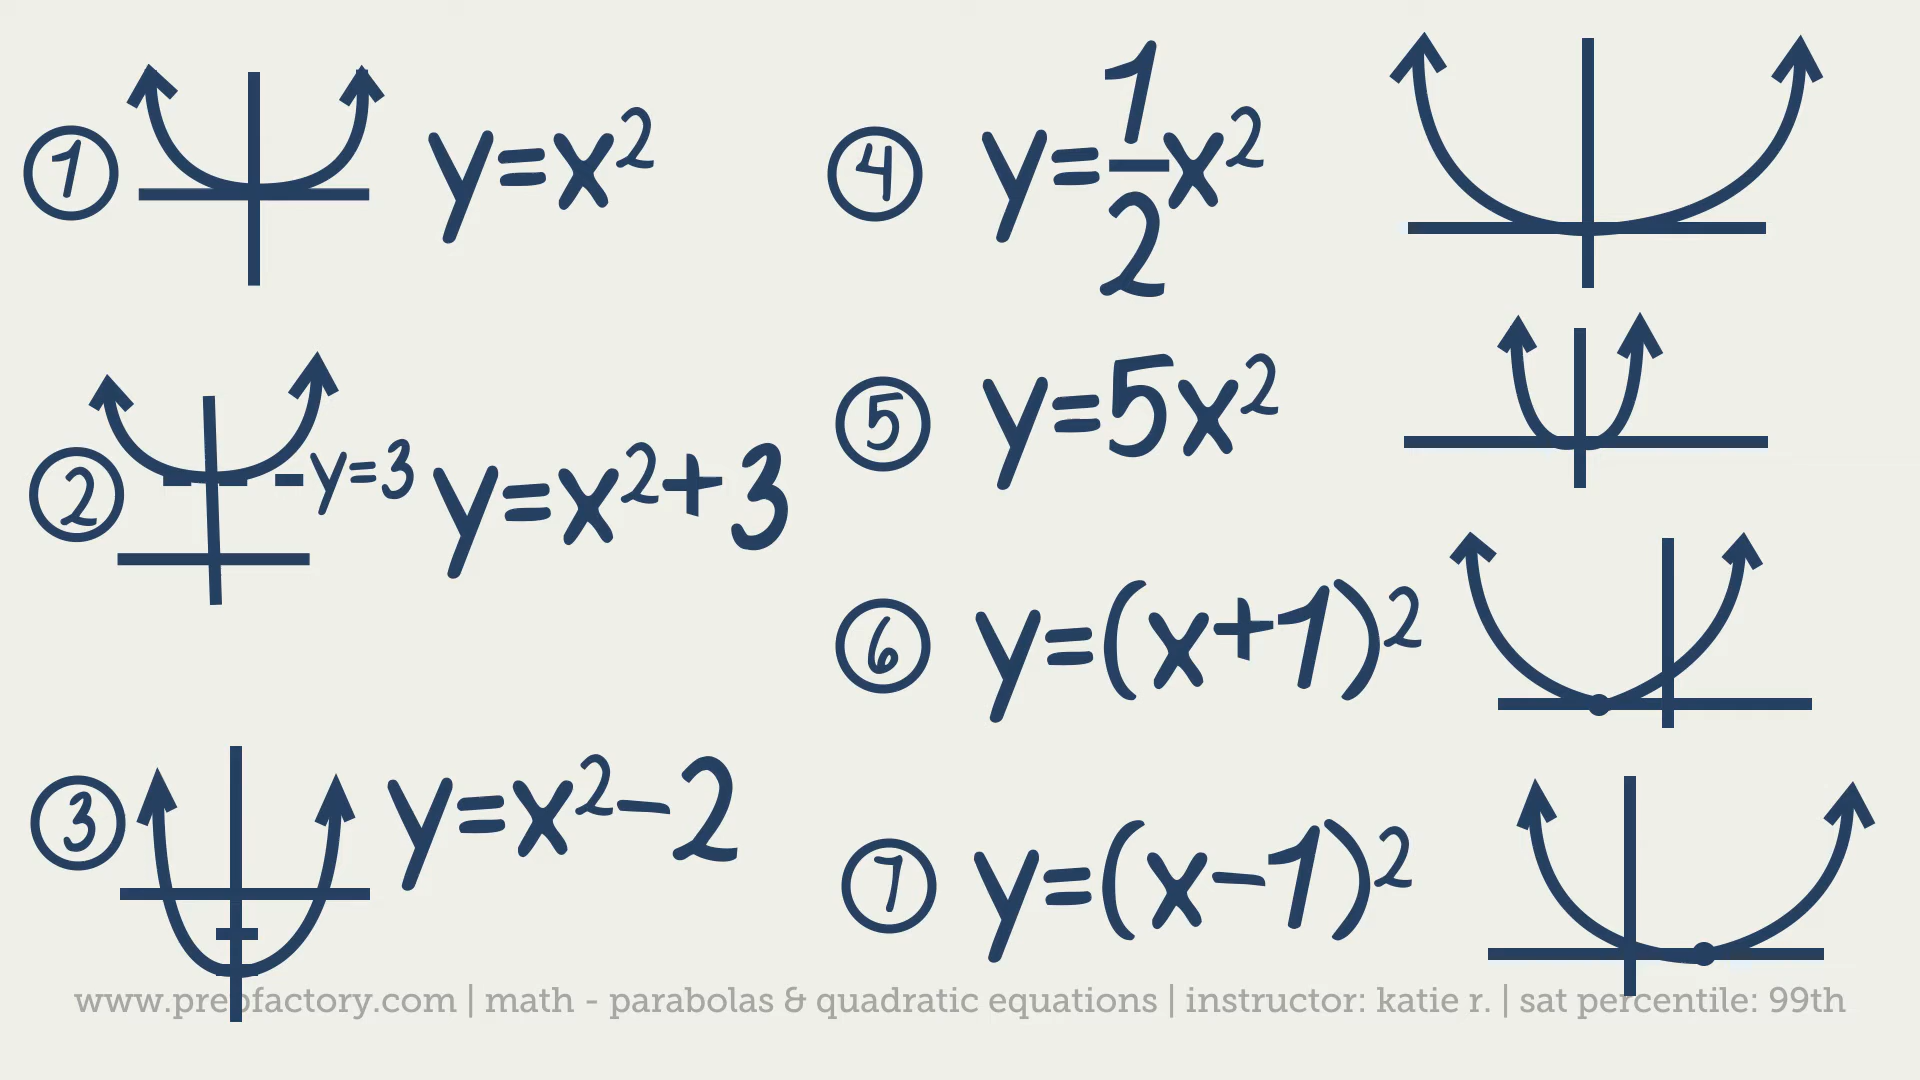 1 y=x²
2 y=3 y=x²+3
3 y=x²-2
4 y=1/2x²
5 y=5x²
6 y=(x+1)²
7 y=(x-1)²
www.prepfactory.com | math - parabolas & quadratic equations | instructor: katie r. | sat percentile: 99th